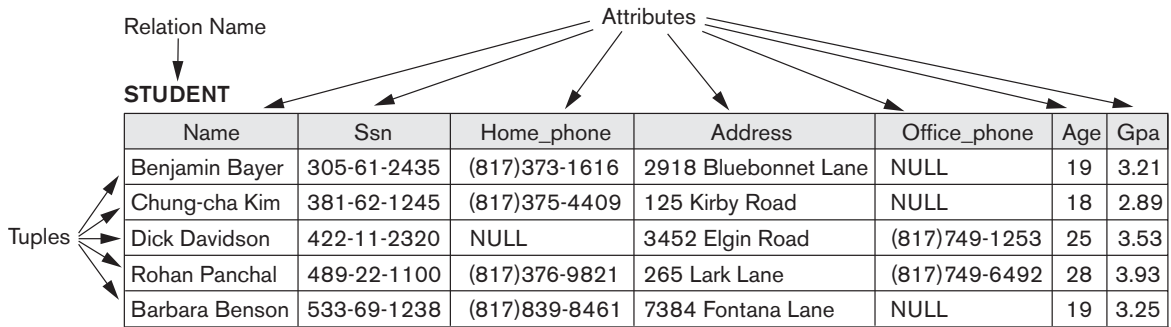 Relation Name
Attributes
STUDENT
Name Ssn Home_phone Address Office_phone Age Gpa
Benjamin Bayer 305-61-2435 (817)373-1616 2918 Bluebonnet Lane NULL 19 3.21
Chung-cha Kim 381-62-1245 (817)375-4409 125 Kirby Road NULL 18 2.89
Tuples Dick Davidson 422-11-2320 NULL 3452 Elgin Road (817)749-1253 25 3.53
Rohan Panchal 489-22-1100 (817)376-9821 265 Lark Lane (817)749-6492 28 3.93
Barbara Benson 533-69-1238 (817)839-8461 7384 Fontana Lane NULL 19 3.25